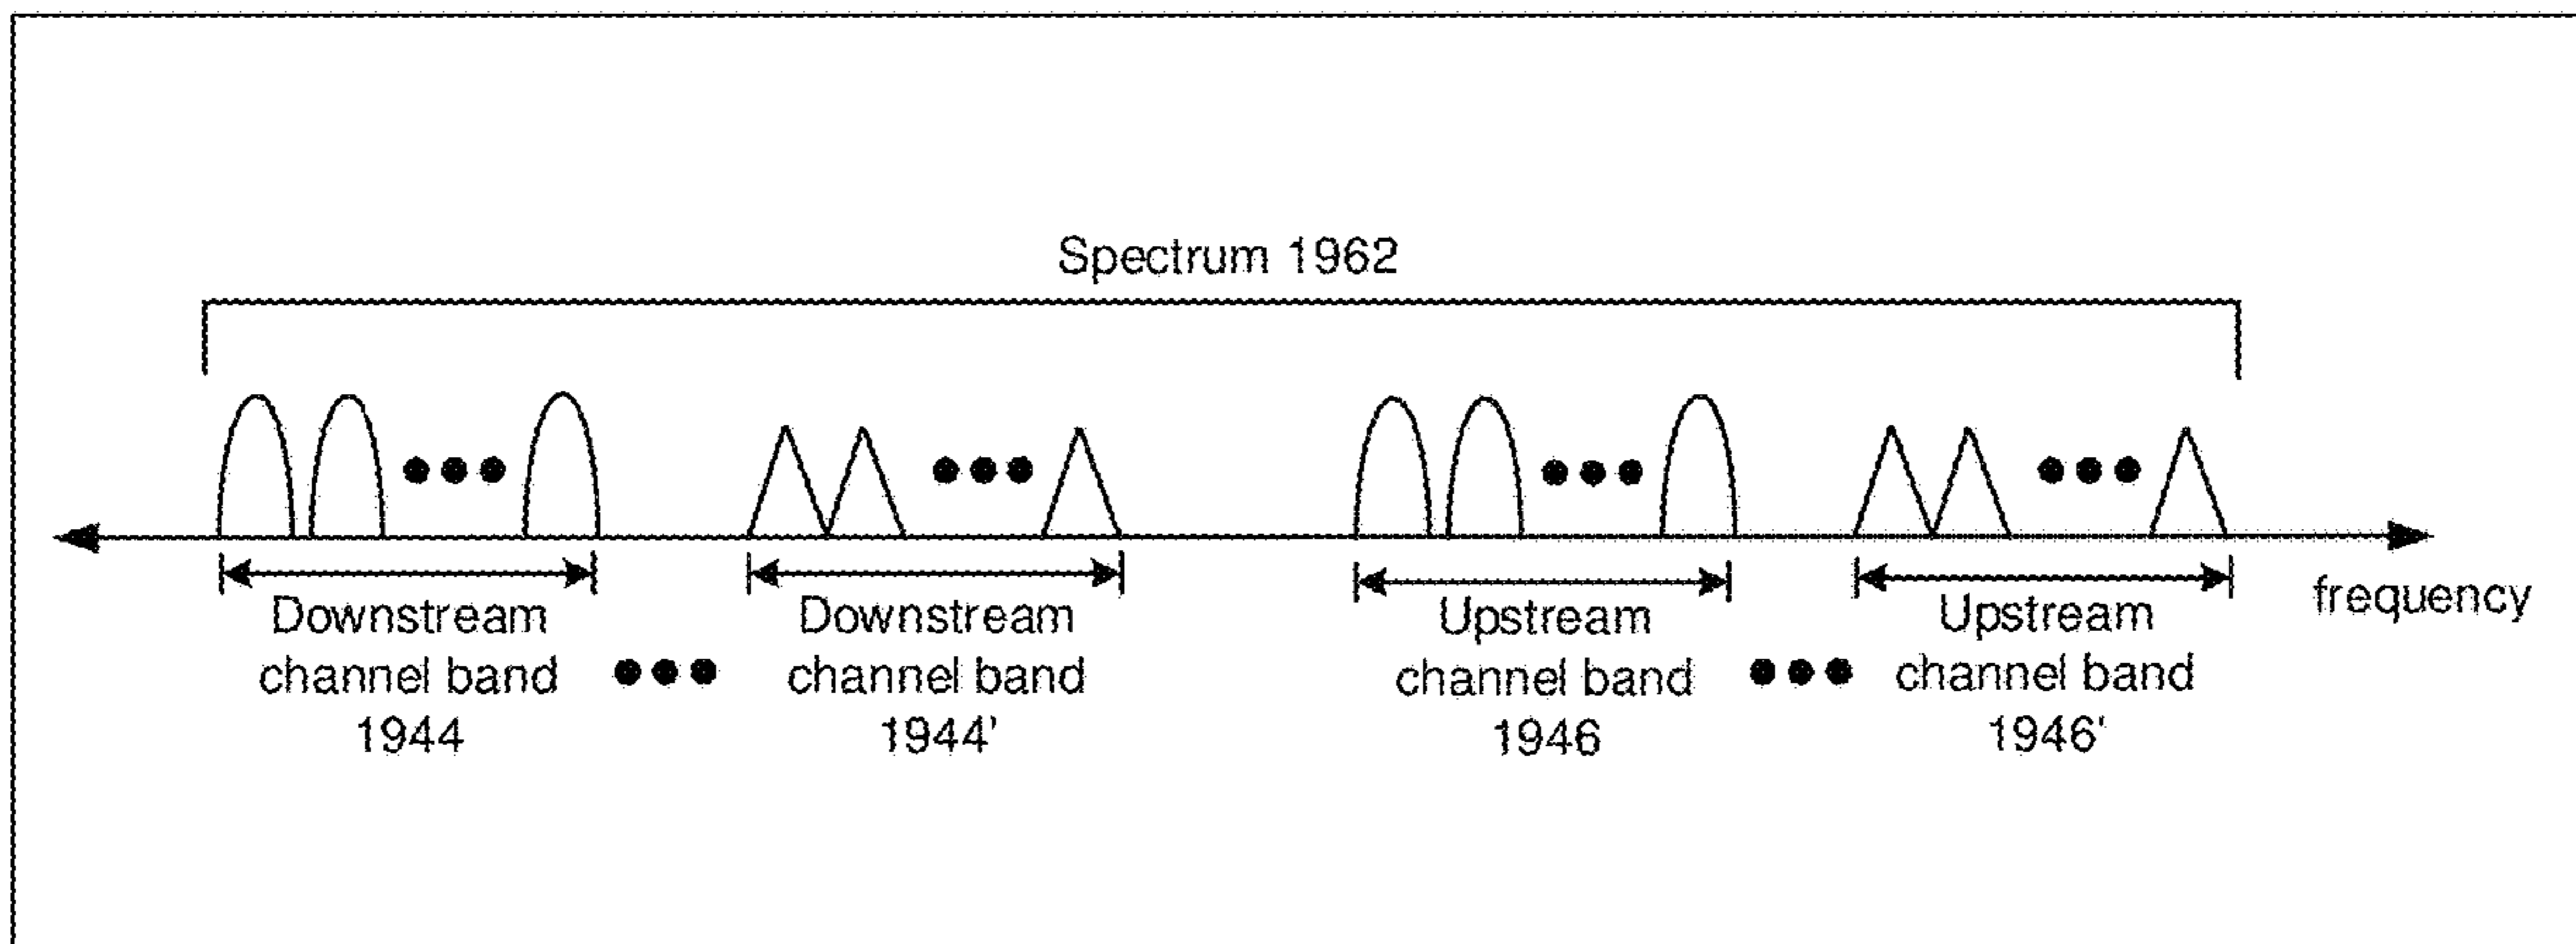 Spectrum 1962
Downstream
channel band
1944
Downstream
channel band
1944'
Upstream
channel band
1946
Upstream
channel band
1946'
frequency